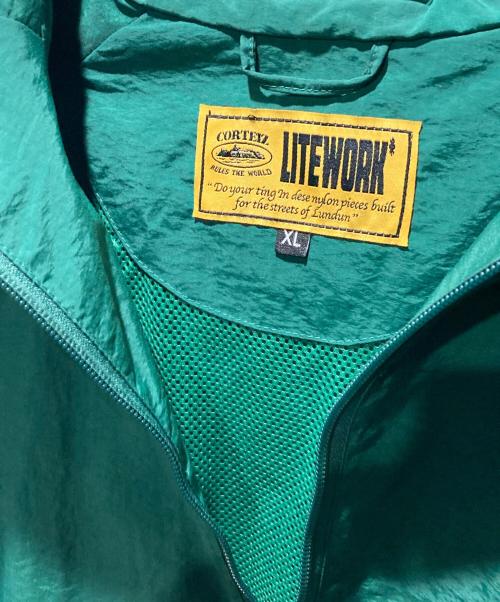 CORTEIZ
RULES THE WORLD
LITEWORK
"Do your ting in dese nylon pieces built
for the streets of Lundun"
XL